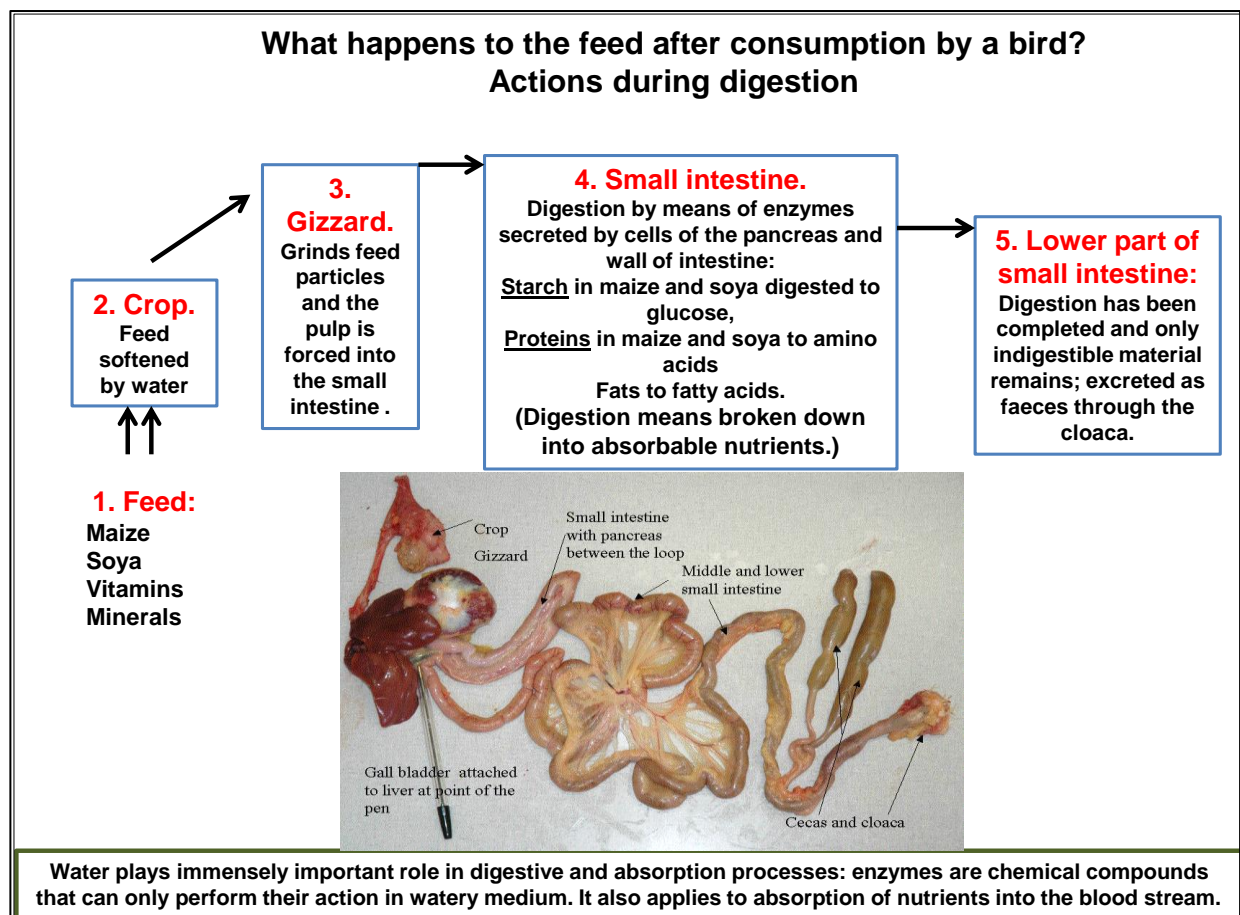 What happens to the feed after consumption by a bird?
Actions during digestion
1. Feed:
Maize
Soya
Vitamins
Minerals
2. Crop.
Feed
softened
by water
3.
Gizzard.
Grinds feed
particles
and the
pulp is
forced into
the small
intestine .
4. Small intestine.
Digestion by means of enzymes
secreted by cells of the pancreas and
wall of intestine:
Starch in maize and soya digested to
glucose,
Proteins in maize and soya to amino
acids
Fats to fatty acids.
(Digestion means broken down
into absorbable nutrients.)
5. Lower part of
small intestine:
Digestion has been
completed and only
indigestible material
remains; excreted as
faeces through the
cloaca.
Crop
Gizzard
Small intestine
with pancreas
between the loop
Middle and lower
small intestine
Gall bladder attached
to liver at point of the
pen
Cecas and cloaca
Water plays immensely important role in digestive and absorption processes: enzymes are chemical compounds
that can only perform their action in watery medium. It also applies to absorption of nutrients into the blood stream.